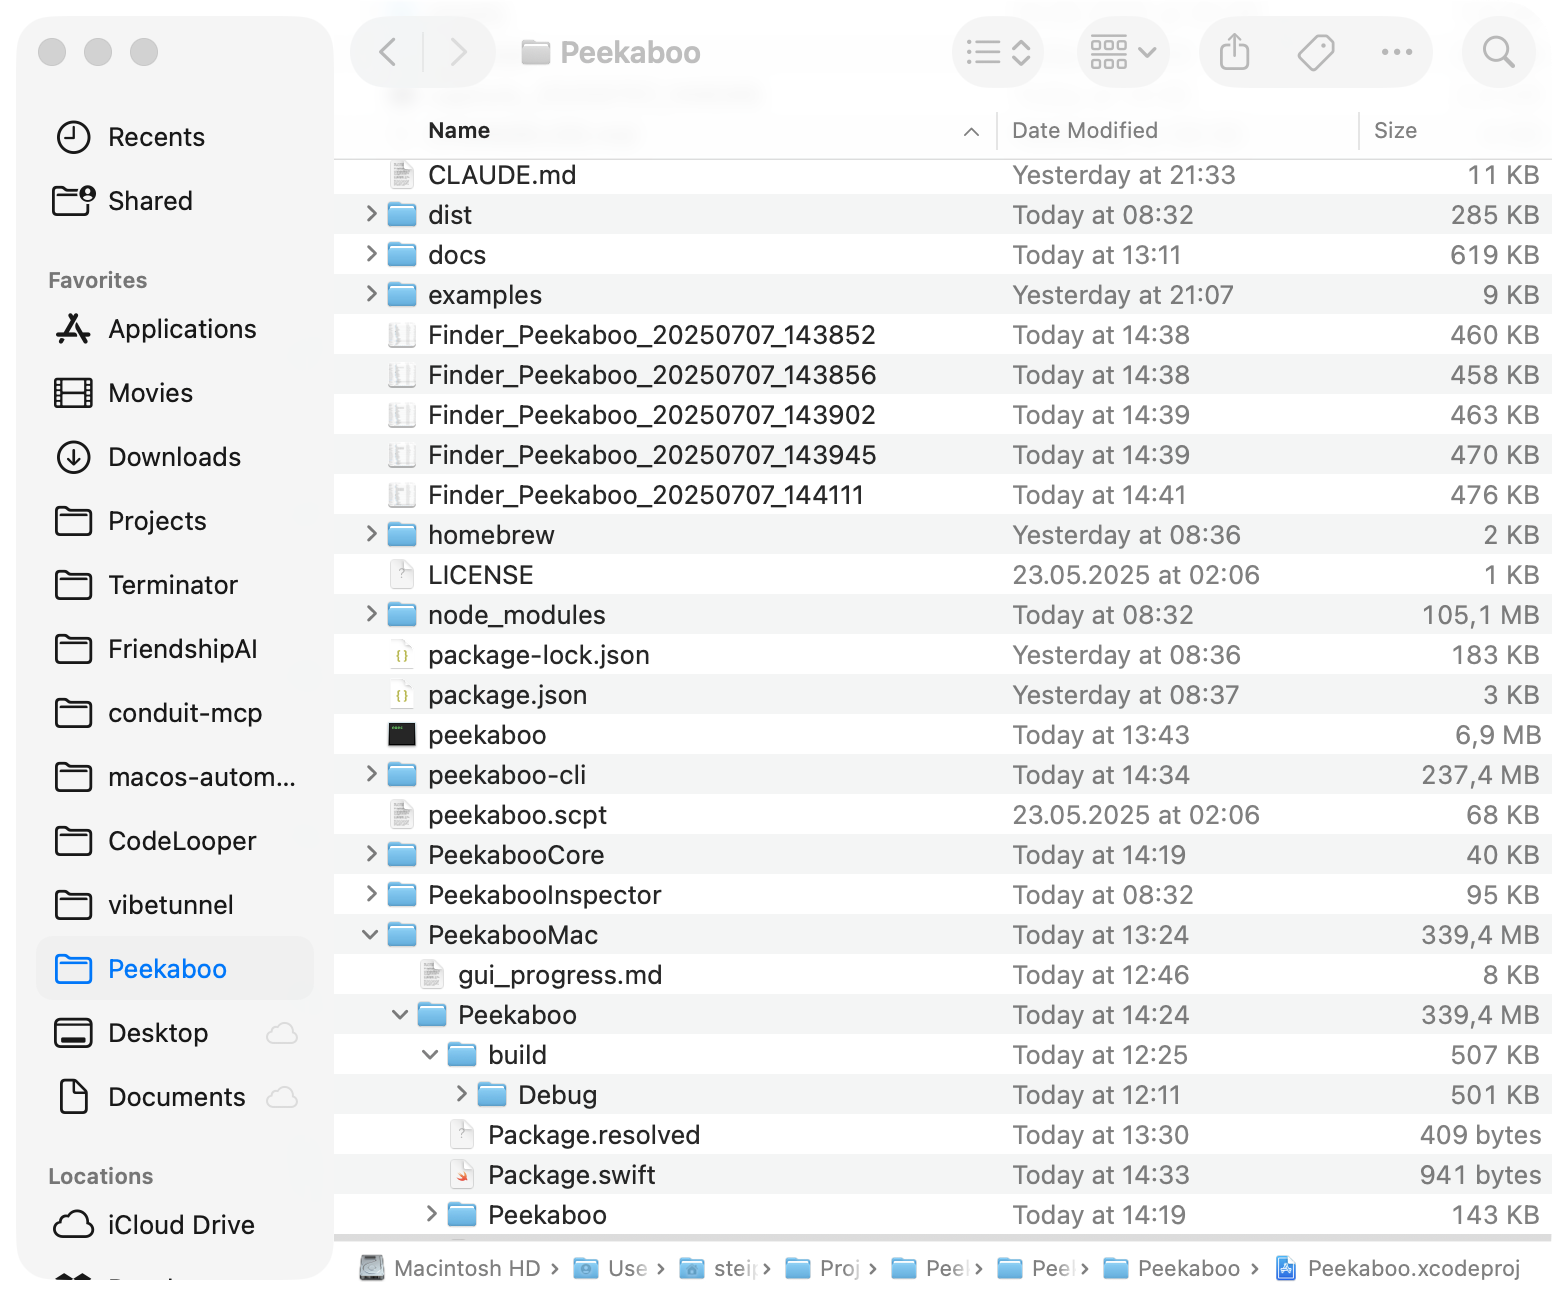 Peekaboo
Recents
Shared
Favorites
Applications
Movies
Downloads
Projects
Terminator
FriendshipAI
conduit-mcp
macos-autom...
CodeLooper
vibetunnel
Peekaboo
Desktop
Documents
Locations
iCloud Drive
Name Date Modified Size
CLAUDE.md Yesterday at 21:33 11 KB
dist Today at 08:32 285 KB
docs Today at 13:11 619 KB
examples Yesterday at 21:07 9 KB
Finder_Peekaboo_20250707_143852 Today at 14:38 460 KB
Finder_Peekaboo_20250707_143856 Today at 14:38 458 KB
Finder_Peekaboo_20250707_143902 Today at 14:39 463 KB
Finder_Peekaboo_20250707_143945 Today at 14:39 470 KB
Finder_Peekaboo_20250707_144111 Today at 14:41 476 KB
homebrew Yesterday at 08:36 2 KB
LICENSE 23.05.2025 at 02:06 1 KB
node_modules Today at 08:32 105,1 MB
package-lock.json Yesterday at 08:36 183 KB
package.json Yesterday at 08:37 3 KB
peekaboo Today at 13:43 6,9 MB
peekaboo-cli Today at 14:34 237,4 MB
peekaboo.scpt 23.05.2025 at 02:06 68 KB
PeekabooCore Today at 14:19 40 KB
PeekabooInspector Today at 08:32 95 KB
PeekabooMac Today at 13:24 339,4 MB
gui_progress.md Today at 12:46 8 KB
Peekaboo Today at 14:24 339,4 MB
build Today at 12:25 507 KB
Debug Today at 12:11 501 KB
Package.resolved Today at 13:30 409 bytes
Package.swift Today at 14:33 941 bytes
Peekaboo Today at 14:19 143 KB
Macintosh HD › Use › steip › Proj › Peel › Peel › Peekaboo › Peekaboo.xcodeproj